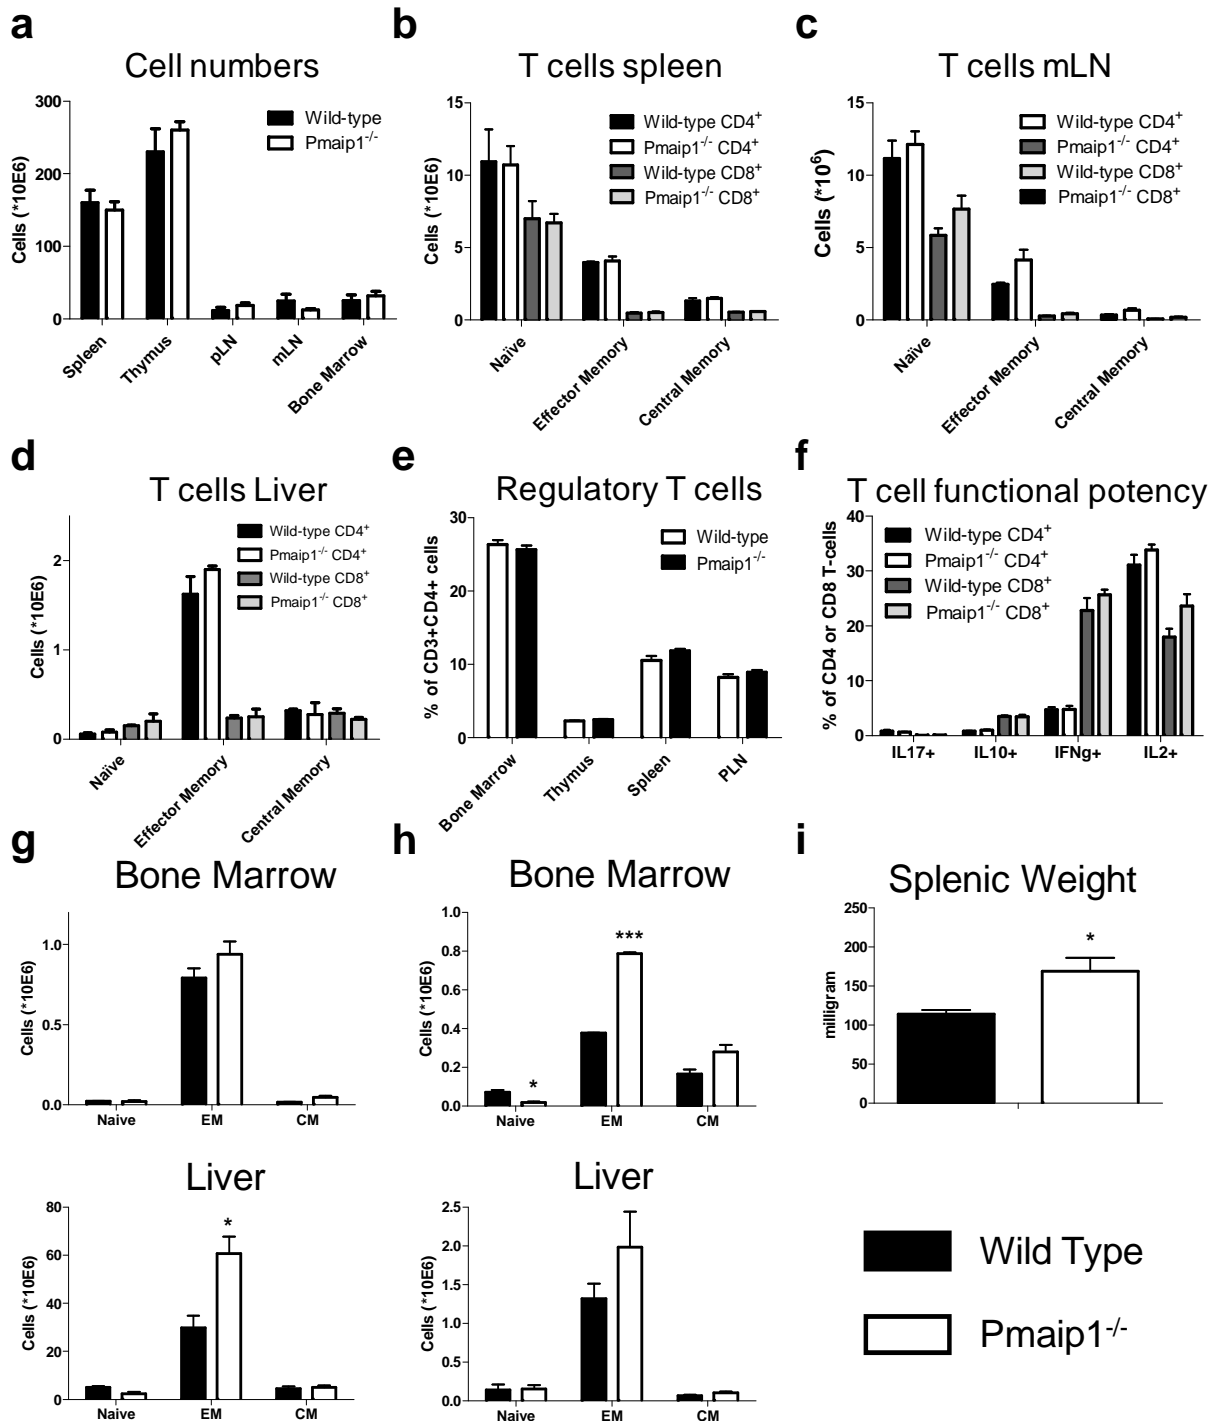 a
Cell numbers
Cells (*10E6)
300
200
100
0
Wild-type
Pmaip1-/-
Spleen
Thymus
pLN
mLN
Bone Marrow
b
T cells spleen
Cells (*10E6)
15
10
5
0
Wild-type CD4+
Pmaip1-/- CD4+
Wild-type CD8+
Pmaip1-/- CD8+
Naïve
Effector Memory
Central Memory
c
T cells mLN
Cells (*10^6)
15
10
5
0
Wild-type CD4+
Pmaip1-/- CD4+
Wild-type CD8+
Pmaip1-/- CD8+
Naïve
Effector Memory
Central Memory
d
T cells Liver
Cells (*10E6)
2
1
0
Wild-type CD4+
Pmaip1-/- CD4+
Wild-type CD8+
Pmaip1-/- CD8+
Naïve
Effector Memory
Central Memory
e
Regulatory T cells
% of CD3+CD4+ cells
30
20
10
0
Wild-type
Pmaip1-/-
Bone Marrow
Thymus
Spleen
PLN
f
T cell functional potency
% of CD4 or CD8 T-cells
40
30
20
10
0
Wild-type CD4+
Pmaip1-/- CD4+
Wild-type CD8+
Pmaip1-/- CD8+
IL17+ IL10+ IFNg+ IL2+
g
Bone Marrow
Cells (*10E6)
1.0
0.5
0.0
Naive EM CM
Liver
Cells (*10E6)
80
60
40
20
0
*
Naive EM CM
h
Bone Marrow
Cells (*10E6)
1.0
0.8
0.6
0.4
0.2
0.0
***
*
Naive EM CM
Liver
Cells (*10E6)
2.5
2.0
1.5
1.0
0.5
0.0
Naive EM CM
i
Splenic Weight
milligram
250
200
150
100
50
0
*
Wild Type
Pmaip1-/-